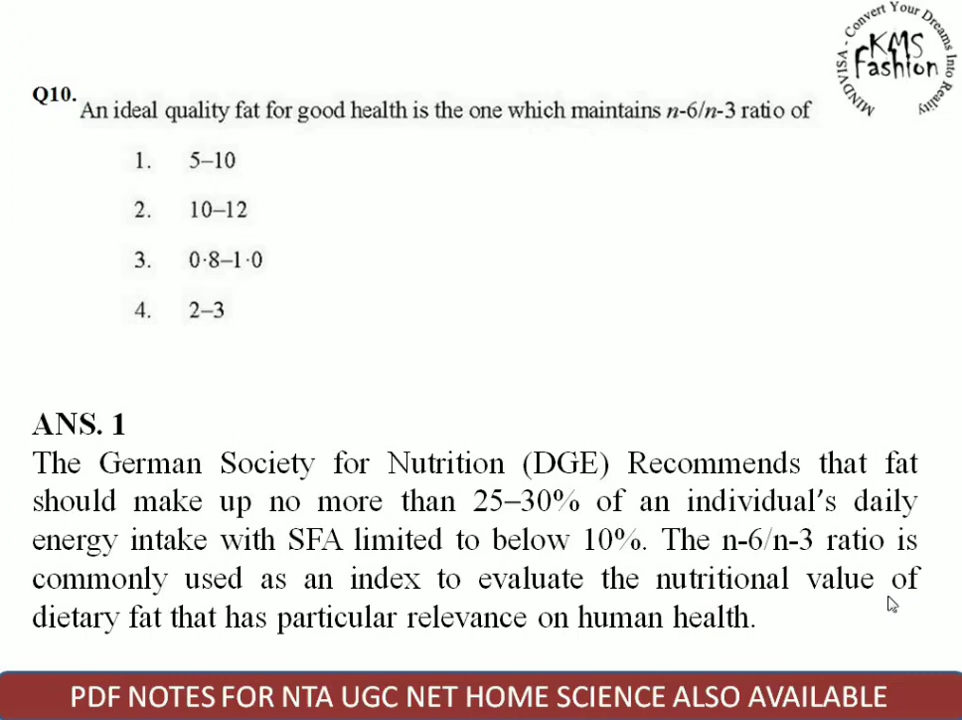 MINDVISA - Convert Your Dreams Into Reality
KMS
Fashion
Q10. An ideal quality fat for good health is the one which maintains n-6/n-3 ratio of
1. 5–10
2. 10–12
3. 0·8–1·0
4. 2–3
ANS. 1
The German Society for Nutrition (DGE) Recommends that fat
should make up no more than 25–30% of an individual’s daily
energy intake with SFA limited to below 10%. The n-6/n-3 ratio is
commonly used as an index to evaluate the nutritional value of
dietary fat that has particular relevance on human health.
PDF NOTES FOR NTA UGC NET HOME SCIENCE ALSO AVAILABLE